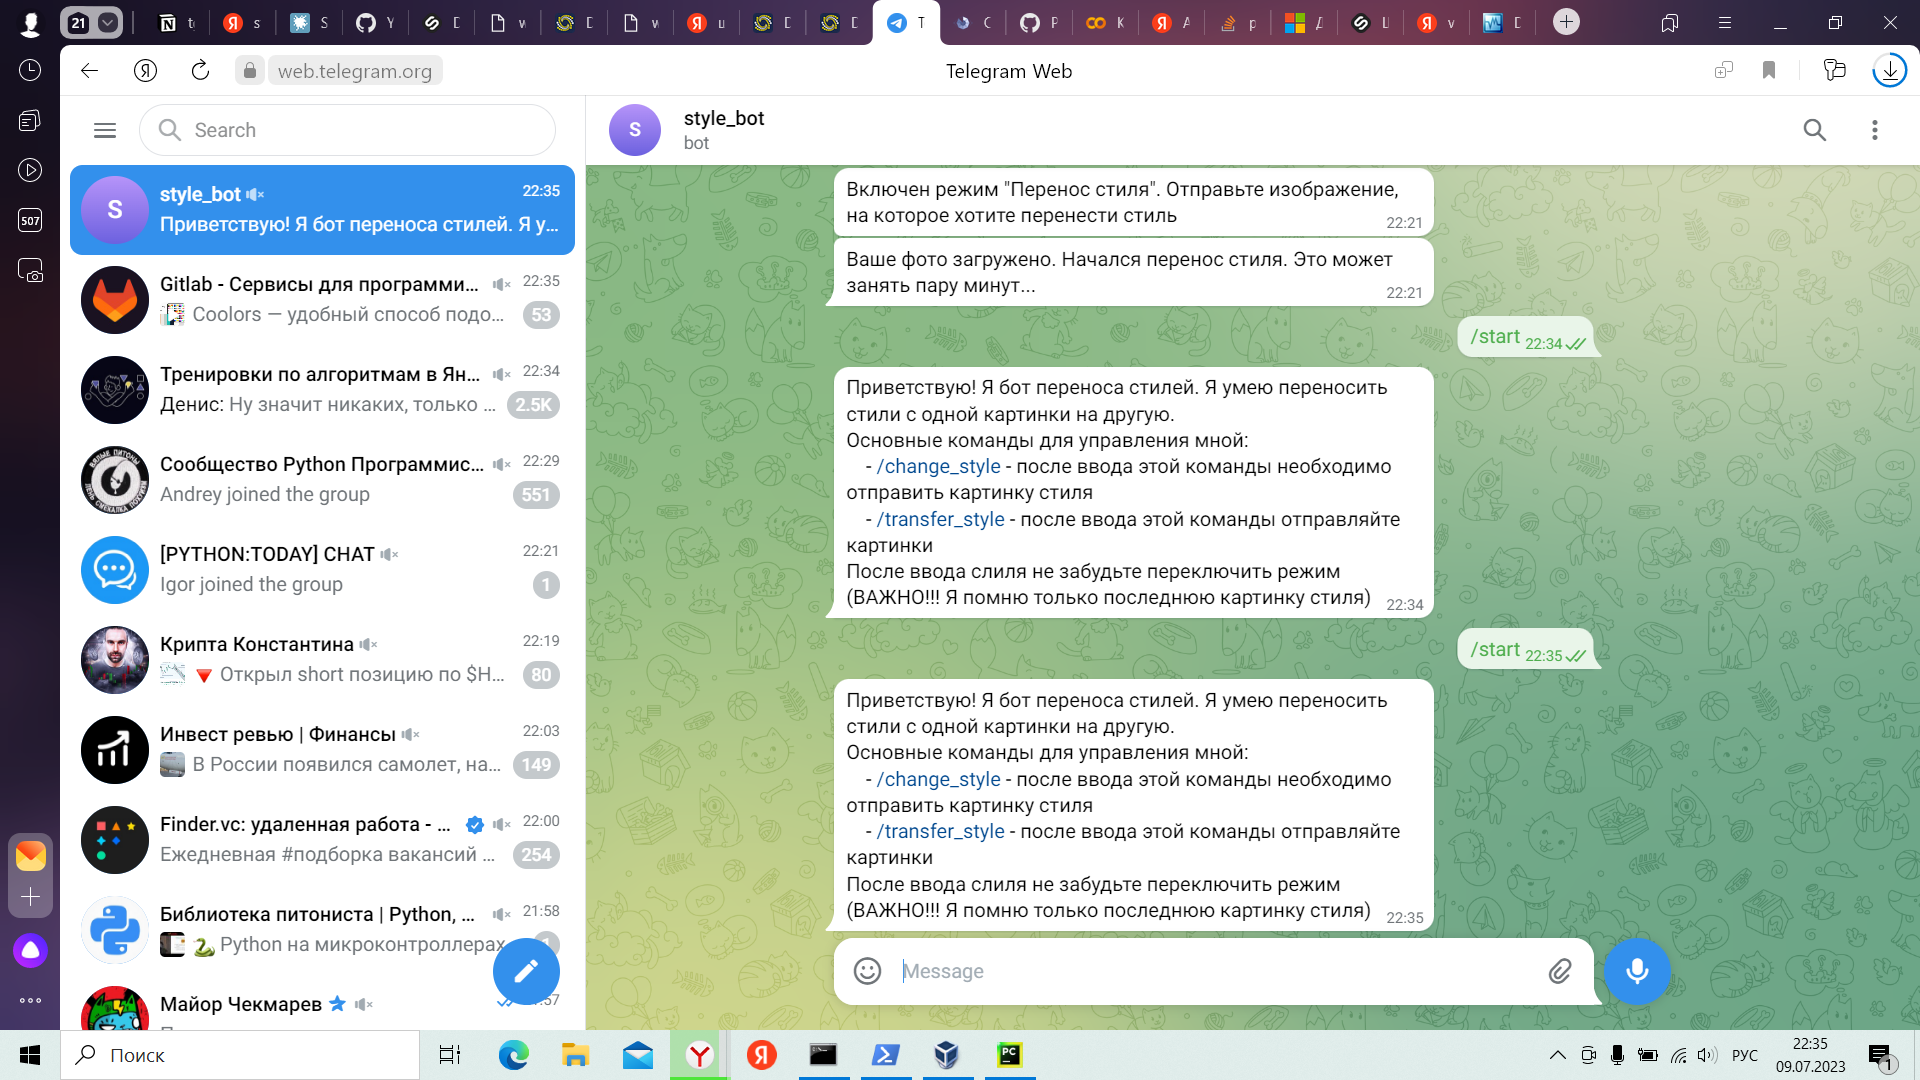 21
web.telegram.org
Telegram Web
507
Search
style_bot
22:35
Приветствую! Я бот переноса стилей. Я у...
Gitlab - Сервисы для программи...
22:35
Coolors — удобный способ подо...
53
Тренировки по алгоритмам в Ян...
22:34
Денис: Ну значит никаких, только ...
2.5K
Сообщество Python Программис...
22:29
Andrey joined the group
551
[PYTHON:TODAY] CHAT
22:21
Igor joined the group
1
Крипта Константина
22:19
Открыл short позицию по $H...
80
Инвест ревью | Финансы
22:03
В России появился самолет, на...
149
Finder.vc: удаленная работа - ...
22:00
Ежедневная #подборка вакансий ...
254
Библиотека питониста | Python, ...
21:58
Python на микроконтроллерах
Майор Чекмарев
S
style_bot
bot
Включен режим "Перенос стиля". Отправьте изображение,
на которое хотите перенести стиль
22:21
Ваше фото загружено. Начался перенос стиля. Это может
занять пару минут...
22:21
/start 22:34
Приветствую! Я бот переноса стилей. Я умею переносить
стили с одной картинки на другую.
Основные команды для управления мной:
- /change_style - после ввода этой команды необходимо
отправить картинку стиля
- /transfer_style - после ввода этой команды отправляйте
картинки
После ввода слиля не забудьте переключить режим
(ВАЖНО!!! Я помню только последнюю картинку стиля)
22:34
/start 22:35
Приветствую! Я бот переноса стилей. Я умею переносить
стили с одной картинки на другую.
Основные команды для управления мной:
- /change_style - после ввода этой команды необходимо
отправить картинку стиля
- /transfer_style - после ввода этой команды отправляйте
картинки
После ввода слиля не забудьте переключить режим
(ВАЖНО!!! Я помню только последнюю картинку стиля)
22:35
Message
Поиск
РУС
22:35
09.07.2023
1